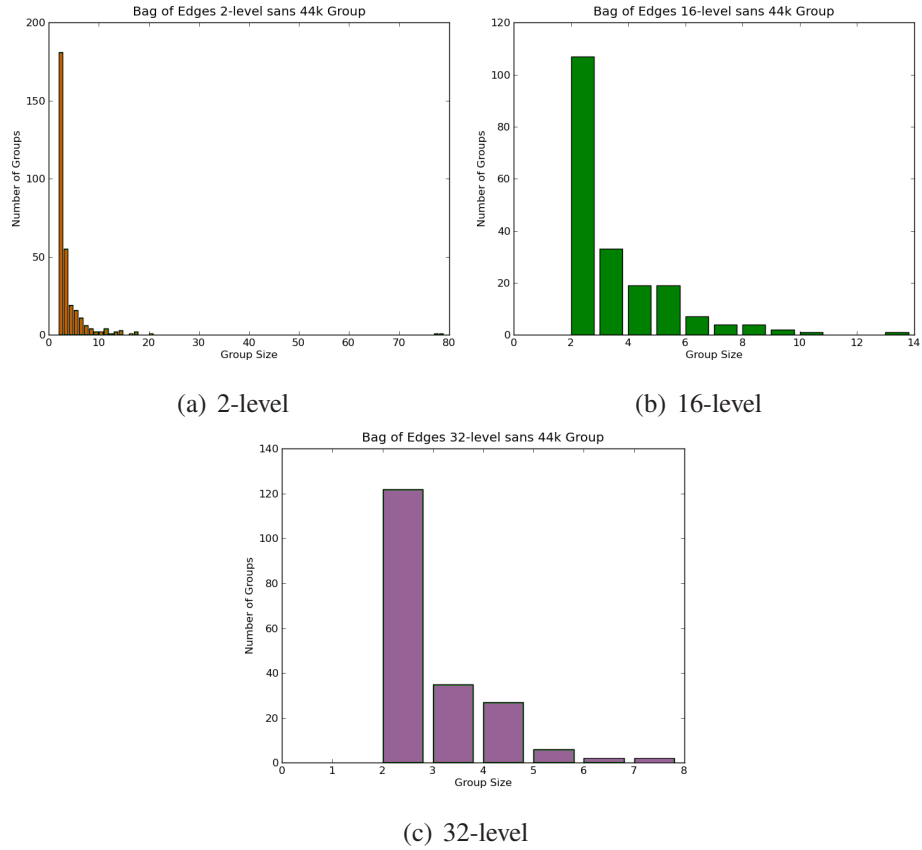 Bag of Edges 2-level sans 44k Group
200
150
100
50
0
Number of Groups
0 10 20 30 40 50 60 70 80
Group Size
(a) 2-level
Bag of Edges 16-level sans 44k Group
120
100
80
60
40
20
0
Number of Groups
0 2 4 6 8 10 12 14
Group Size
(b) 16-level
Bag of Edges 32-level sans 44k Group
140
120
100
80
60
40
20
0
Number of Groups
0 1 2 3 4 5 6 7 8
Group Size
(c) 32-level